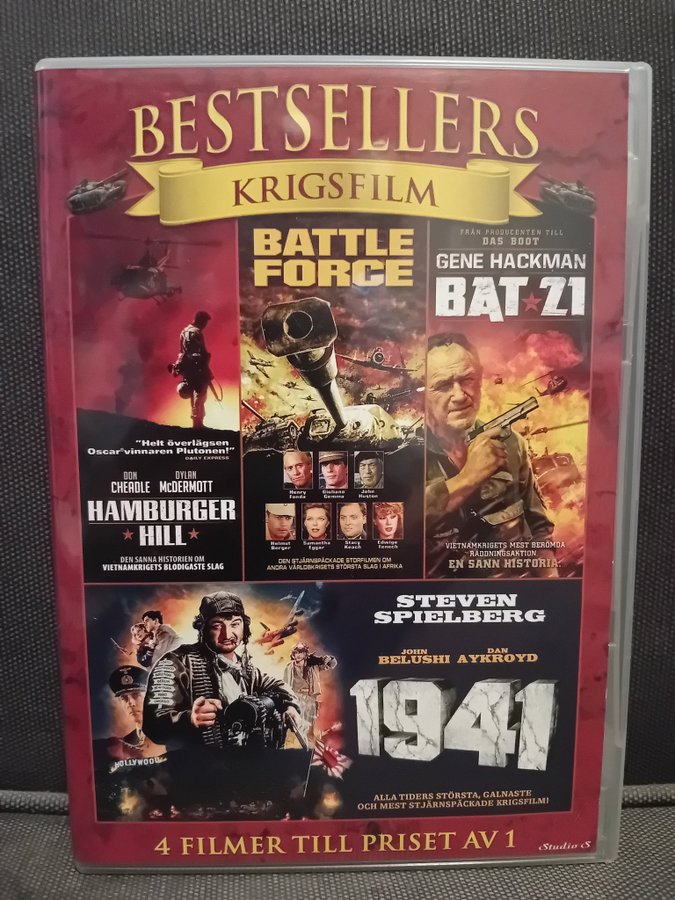 BESTSELLERS
KRIGSFILM
"Helt överlägsen
Oscar®vinnaren Plutonen!"
DAILY EXPRESS
DON CHEADLE
DYLAN McDERMOTT
HAMBURGER
HILL
DEN SANNA HISTORIEN OM
VIETNAMKRIGETS BLODIGASTE SLAG
BATTLE
FORCE
Henry Fonda
Giuliano Gemma
John Huston
Helmut Berger
Samantha Eggar
Stacy Keach
Edwige Fenech
DEN STJÄRNSPÄCKADE STORFILMEN OM
ANDRA VÄRLDSKRIGETS STÖRSTA SLAG I AFRIKA
FRÅN PRODUCENTEN TILL
DAS BOOT
GENE HACKMAN
BAT★21
VIETNAMKRIGETS MEST BERÖMDA
RÄDDNINGSAKTION
EN SANN HISTORIA.
STEVEN
SPIELBERG
JOHN BELUSHI
DAN AYKROYD
1941
HOLLYWOOD
ALLA TIDERS STÖRSTA, GALNASTE
OCH MEST STJÄRNSPÄCKADE KRIGSFILM!
4 FILMER TILL PRISET AV 1
Studio S